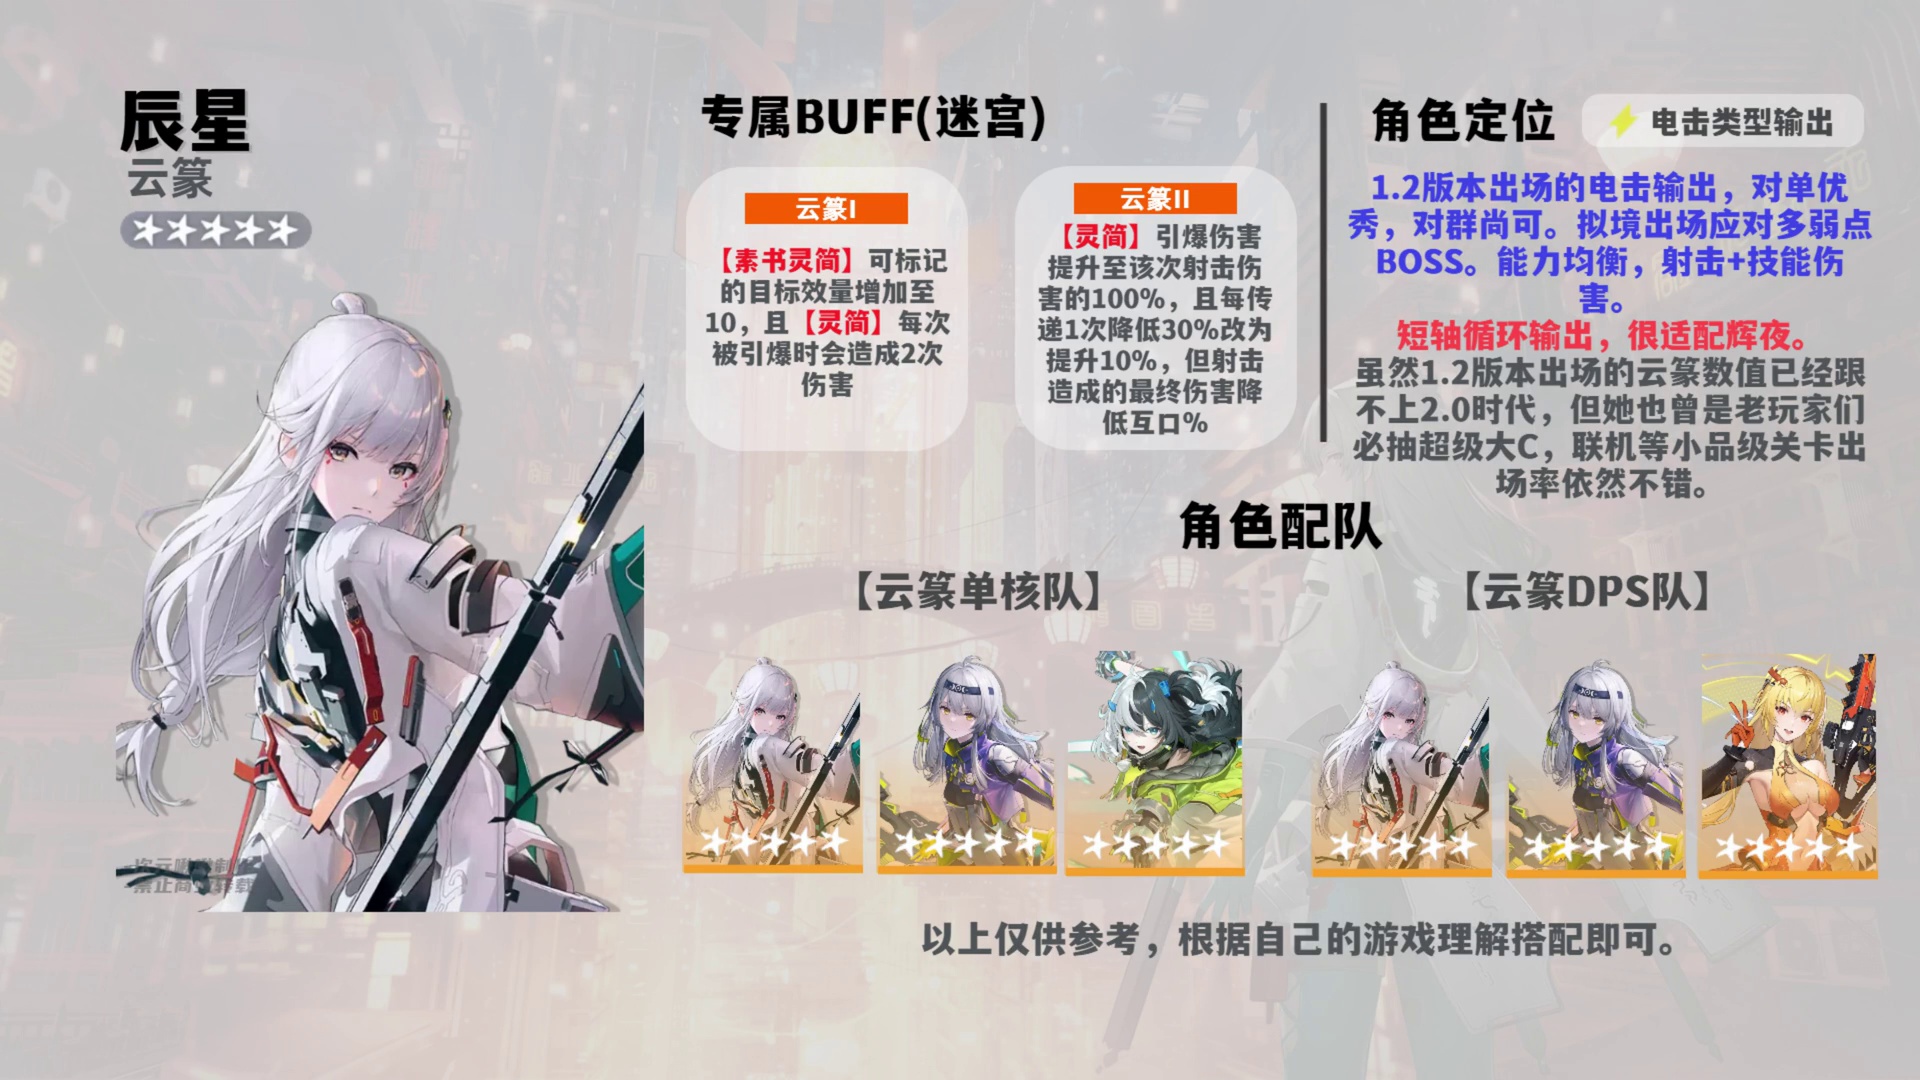 辰星
云篆
专属BUFF(迷宫)
云篆I
【素书灵简】可标记
的目标效量增加至
10，且【灵简】每次
被引爆时会造成2次
伤害
云篆II
【灵简】引爆伤害
提升至该次射击伤
害的100%，且每传
递1次降低30%改为
提升10%，但射击
造成的最终伤害降
低互口%
角色定位
电击类型输出
1.2版本出场的电击输出，对单优
秀，对群尚可。拟境出场应对多弱点
BOSS。能力均衡，射击+技能伤
害。
短轴循环输出，很适配辉夜。
虽然1.2版本出场的云篆数值已经跟
不上2.0时代，但她也曾是老玩家们
必抽超级大C，联机等小品级关卡出
场率依然不错。
角色配队
【云篆单核队】
【云篆DPS队】
以上仅供参考，根据自己的游戏理解搭配即可。